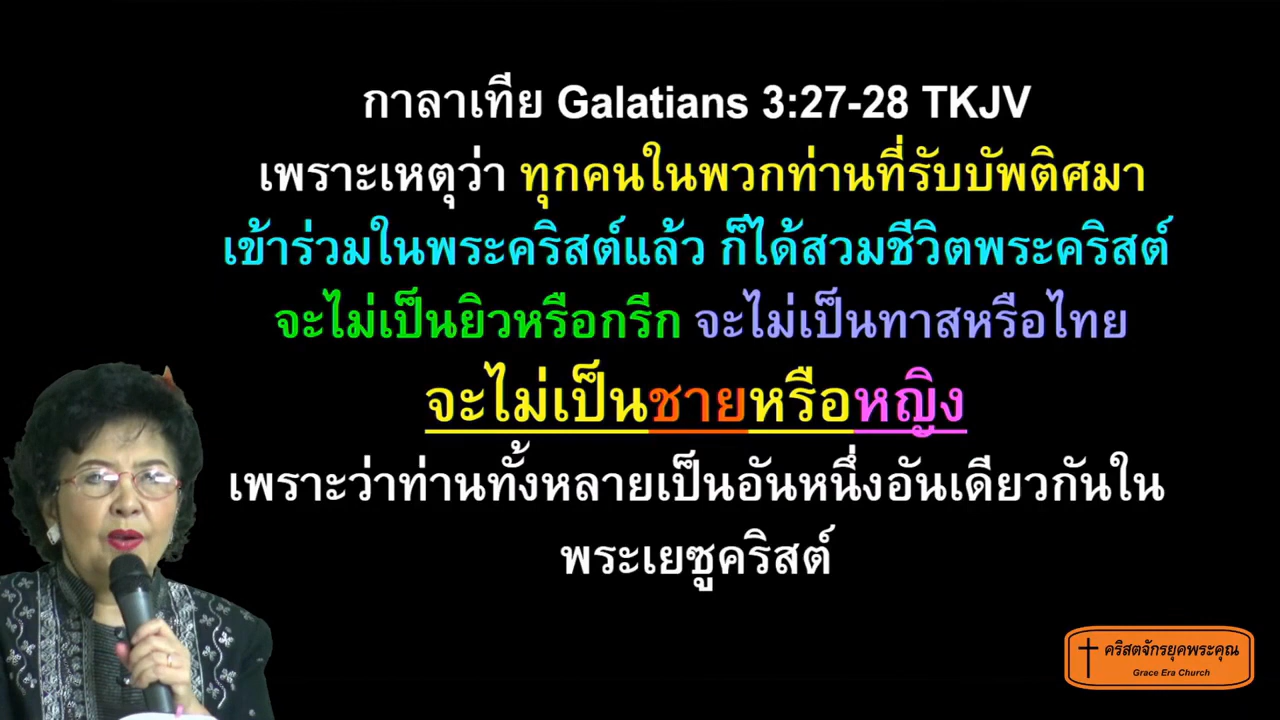 กาลาเทีย Galatians 3:27-28 TKJV
เพราะเหตุว่า ทุกคนในพวกท่านที่รับบัพติศมา
เข้าร่วมในพระคริสต์แล้ว ก็ได้สวมชีวิตพระคริสต์
จะไม่เป็นยิวหรือกรีก จะไม่เป็นทาสหรือไทย
จะไม่เป็นชายหรือหญิง
เพราะว่าท่านทั้งหลายเป็นอันหนึ่งอันเดียวกันใน
พระเยซูคริสต์
คริสตจักรยุคพระคุณ
Grace Era Church